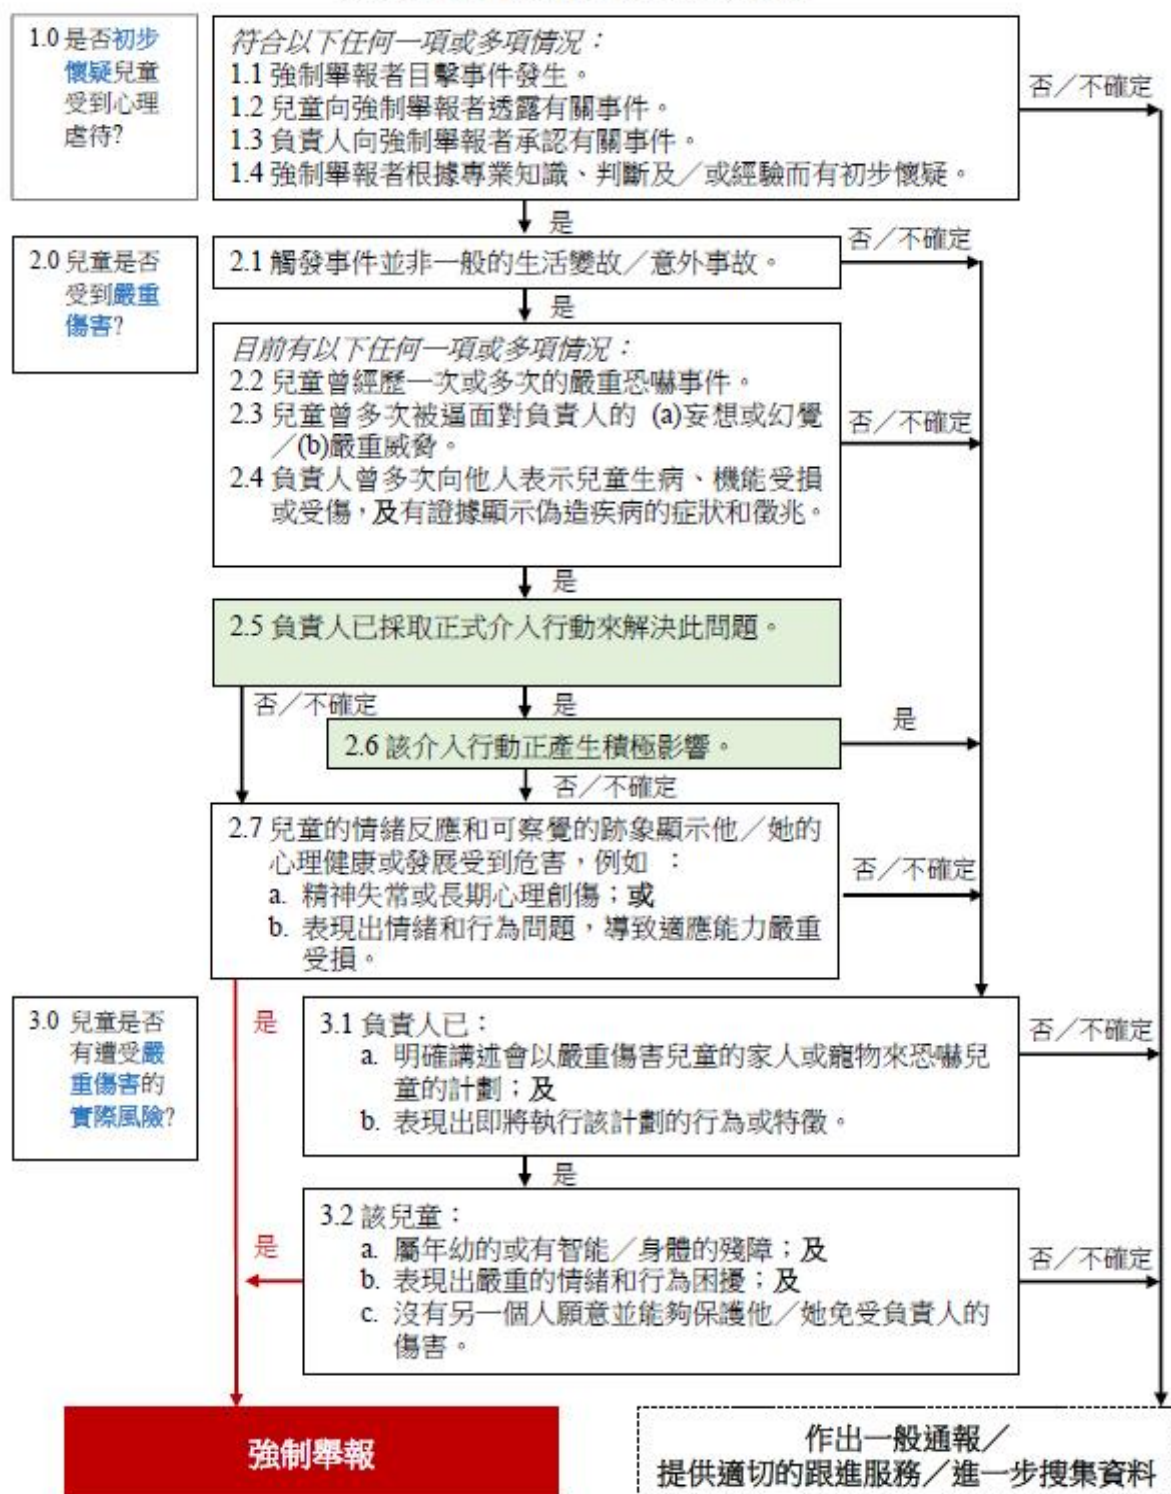 1.0 是否初步
懷疑兒童
受到心理
虐待?
符合以下任何一項或多項情況：
1.1 強制舉報者目擊事件發生。
1.2 兒童向強制舉報者透露有關事件。
1.3 負責人向強制舉報者承認有關事件。
1.4 強制舉報者根據專業知識、判斷及／或經驗而有初步懷疑。
否／不確定
是
2.0 兒童是否
受到嚴重
傷害?
2.1 觸發事件並非一般的生活變故／意外事故。
否／不確定
是
目前有以下任何一項或多項情況：
2.2 兒童曾經歷一次或多次的嚴重恐嚇事件。
2.3 兒童曾多次被逼面對負責人的 (a)妄想或幻覺
／(b)嚴重威脅。
2.4 負責人曾多次向他人表示兒童生病、機能受損
或受傷，及有證據顯示偽造疾病的症狀和徵兆。
否／不確定
是
2.5 負責人已採取正式介入行動來解決此問題。
否／不確定
是
2.6 該介入行動正產生積極影響。
是
否／不確定
2.7 兒童的情緒反應和可察覺的跡象顯示他／她的
心理健康或發展受到危害，例如 ：
a. 精神失常或長期心理創傷；或
b. 表現出情緒和行為問題，導致適應能力嚴重
受損。
否／不確定
是
3.0 兒童是否
有遭受嚴
重傷害的
實際風險?
3.1 負責人已：
a. 明確講述會以嚴重傷害兒童的家人或寵物來恐嚇兒
童的計劃；及
b. 表現出即將執行該計劃的行為或特徵。
否／不確定
是
3.2 該兒童：
a. 屬年幼的或有智能／身體的殘障；及
b. 表現出嚴重的情緒和行為困擾；及
c. 沒有另一個人願意並能夠保護他／她免受負責人的
傷害。
是
否／不確定
強制舉報
作出一般通報／
提供適切的跟進服務／進一步搜集資料